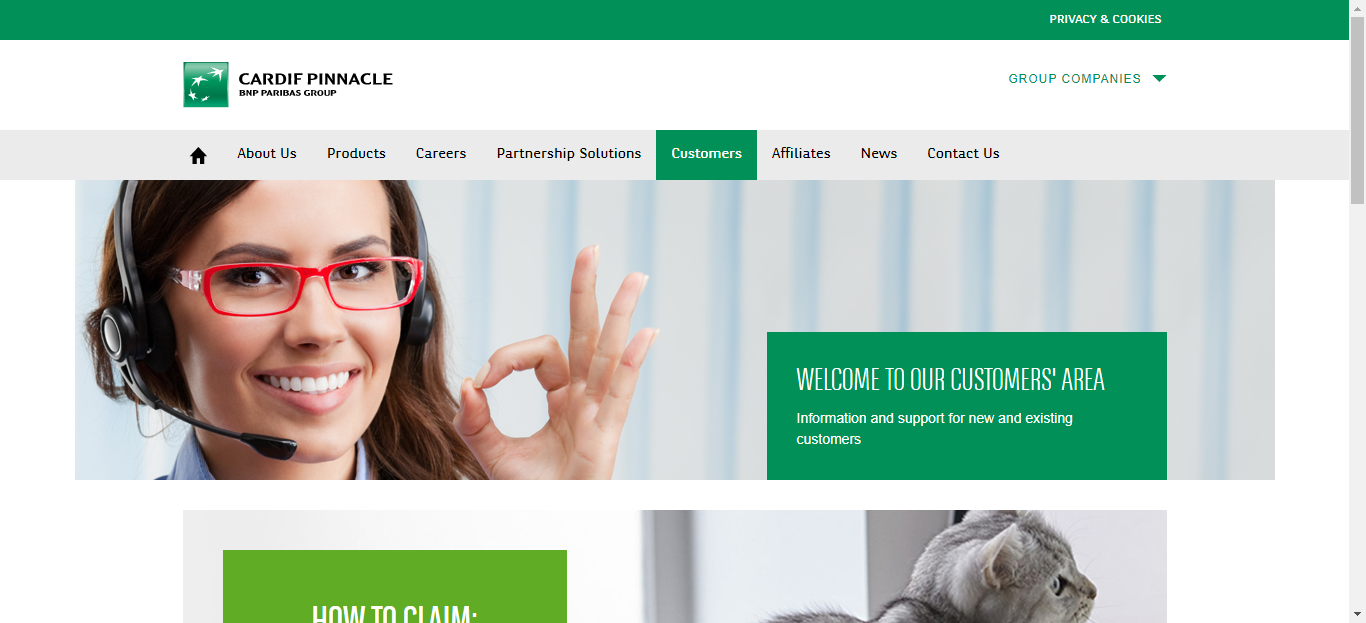 PRIVACY & COOKIES
CARDIF PINNACLE
BNP PARIBAS GROUP
GROUP COMPANIES
About Us
Products
Careers
Partnership Solutions
Customers
Affiliates
News
Contact Us
WELCOME TO OUR CUSTOMERS' AREA
Information and support for new and existing
customers
HOW TO CLAIM: